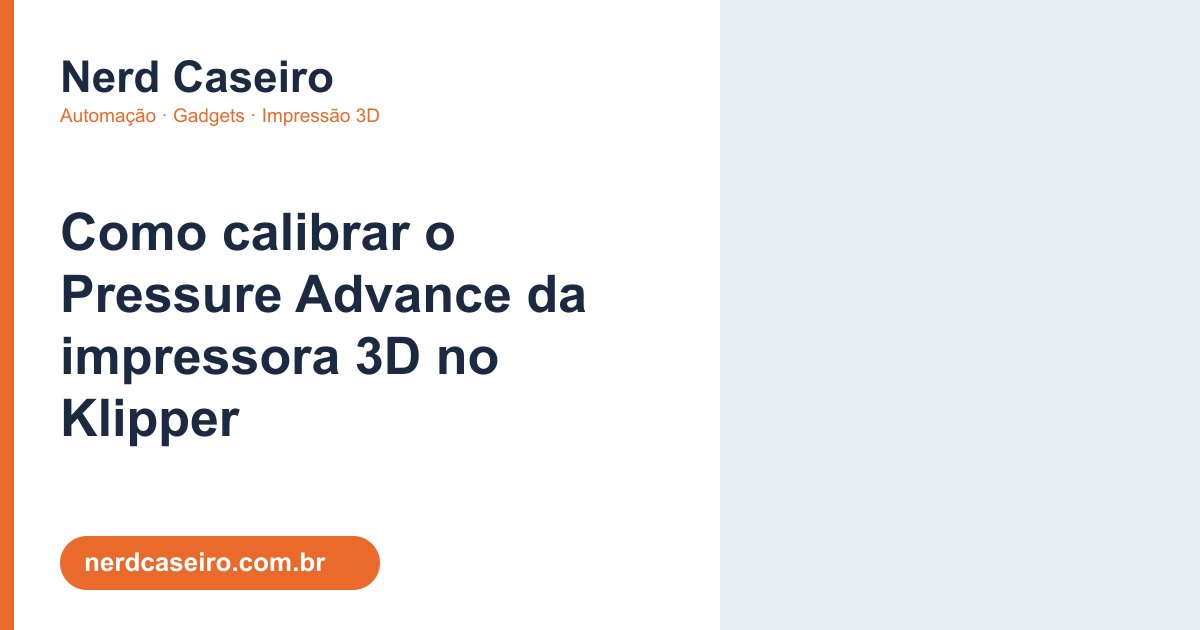 Nerd Caseiro
Automação · Gadgets · Impressão 3D
Como calibrar o
Pressure Advance da
impressora 3D no
Klipper
nerdcaseiro.com.br